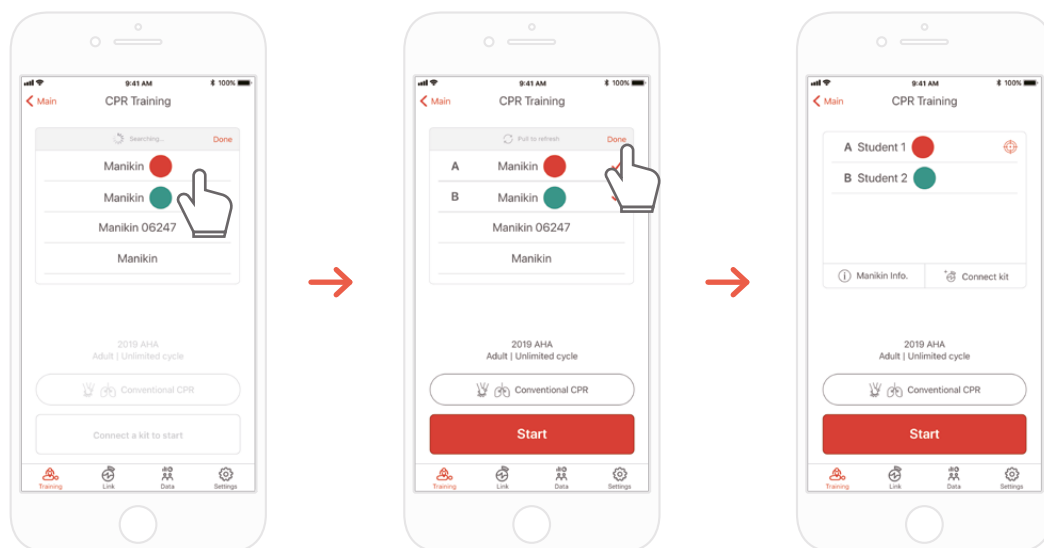 9:41 AM 100%
Main CPR Training
Searching... Done
Manikin
Manikin
Manikin 06247
Manikin
2019 AHA
Adult | Unlimited cycle
Conventional CPR
Connect a kit to start
Training Link Data Settings
9:41 AM 100%
Main CPR Training
Pull to refresh Done
A Manikin
B Manikin
Manikin 06247
Manikin
2019 AHA
Adult | Unlimited cycle
Conventional CPR
Start
Training Link Data Settings
9:41 AM 100%
Main CPR Training
A Student 1
B Student 2
Manikin Info. Connect kit
2019 AHA
Adult | Unlimited cycle
Conventional CPR
Start
Training Link Data Settings